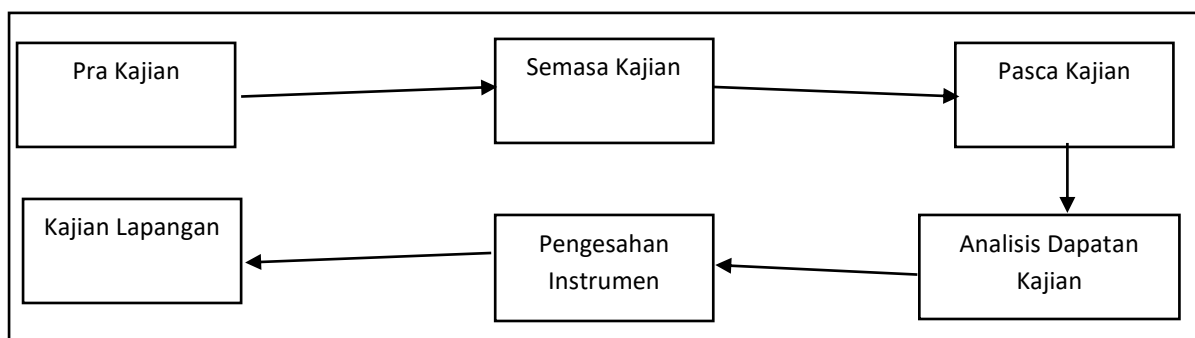 Pra Kajian
Semasa Kajian
Pasca Kajian
Analisis Dapatan
Kajian
Pengesahan
Instrumen
Kajian Lapangan